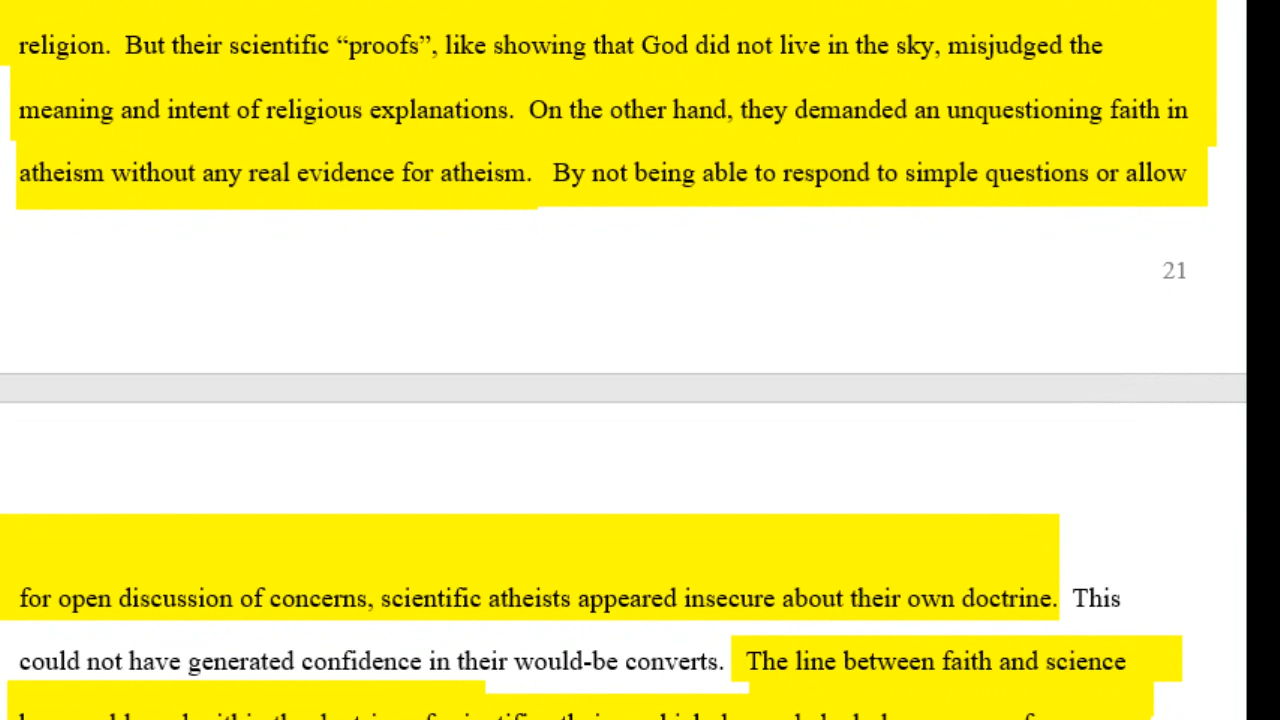 religion.  But their scientific “proofs”, like showing that God did not live in the sky, misjudged the
meaning and intent of religious explanations.  On the other hand, they demanded an unquestioning faith in
atheism without any real evidence for atheism.   By not being able to respond to simple questions or allow
21
for open discussion of concerns, scientific atheists appeared insecure about their own doctrine.  This
could not have generated confidence in their would-be converts.   The line between faith and science